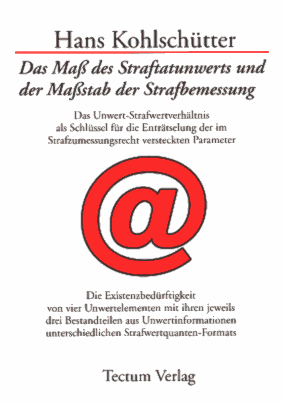 Hans Kohlschütter
Das Maß des Straftatunwerts und
der Maßstab der Strafbemessung
Das Unwert-Strafwertverhältnis
als Schlüssel für die Enträtselung der im
Strafzumessungsrecht versteckten Parameter
@
Die Existenzbedürftigkeit
von vier Unwertelementen mit ihren jeweils
drei Bestandteilen aus Unwertinformationen
unterschiedlichen Strafwertquanten-Formats
Tectum Verlag